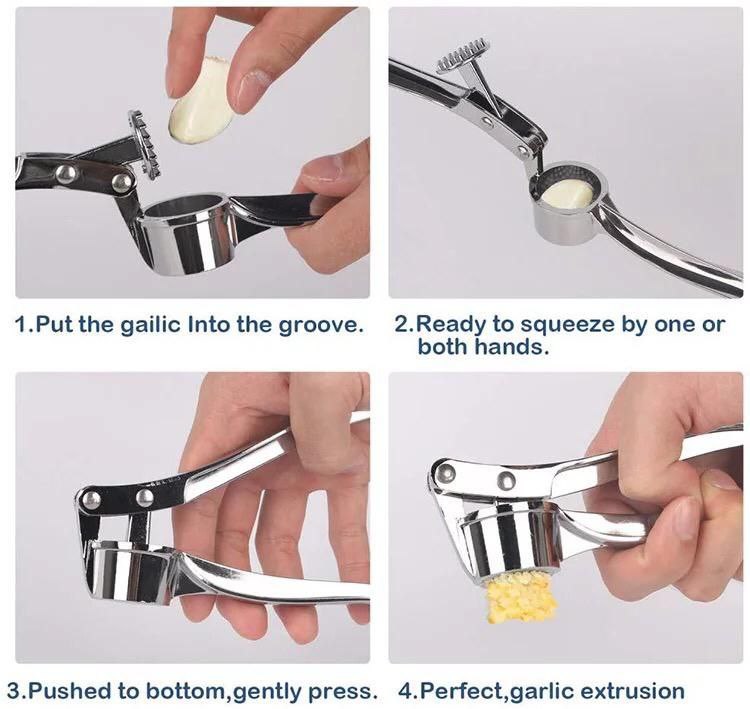 1.Put the gailic Into the groove.
2.Ready to squeeze by one or
both hands.
3.Pushed to bottom,gently press.
4.Perfect,garlic extrusion